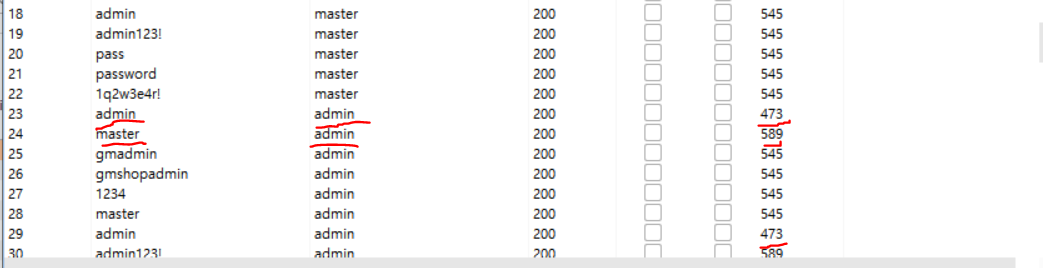 18 admin master 200 545
19 admin123! master 200 545
20 pass master 200 545
21 password master 200 545
22 1q2w3e4r! master 200 545
23 admin admin 200 473
24 master admin 200 589
25 gmadmin admin 200 545
26 gmshopadmin admin 200 545
27 1234 admin 200 545
28 master admin 200 545
29 admin admin 200 473
30 admin123! admin 200 589